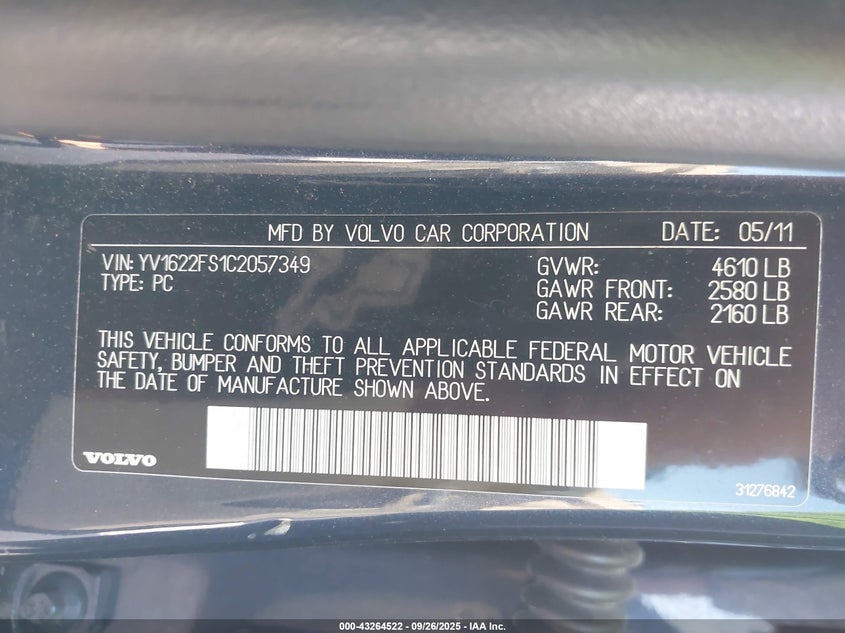 MFD BY VOLVO CAR CORPORATION DATE: 05/11
VIN: YV1622FS1C2057349 GVWR: 4610 LB
TYPE: PC GAWR FRONT: 2580 LB
GAWR REAR: 2160 LB
THIS VEHICLE CONFORMS TO ALL APPLICABLE FEDERAL MOTOR VEHICLE
SAFETY, BUMPER AND THEFT PREVENTION STANDARDS IN EFFECT ON
THE DATE OF MANUFACTURE SHOWN ABOVE.
VOLVO
31276842
000-43264522 - 09/26/2025 - IAA Inc.